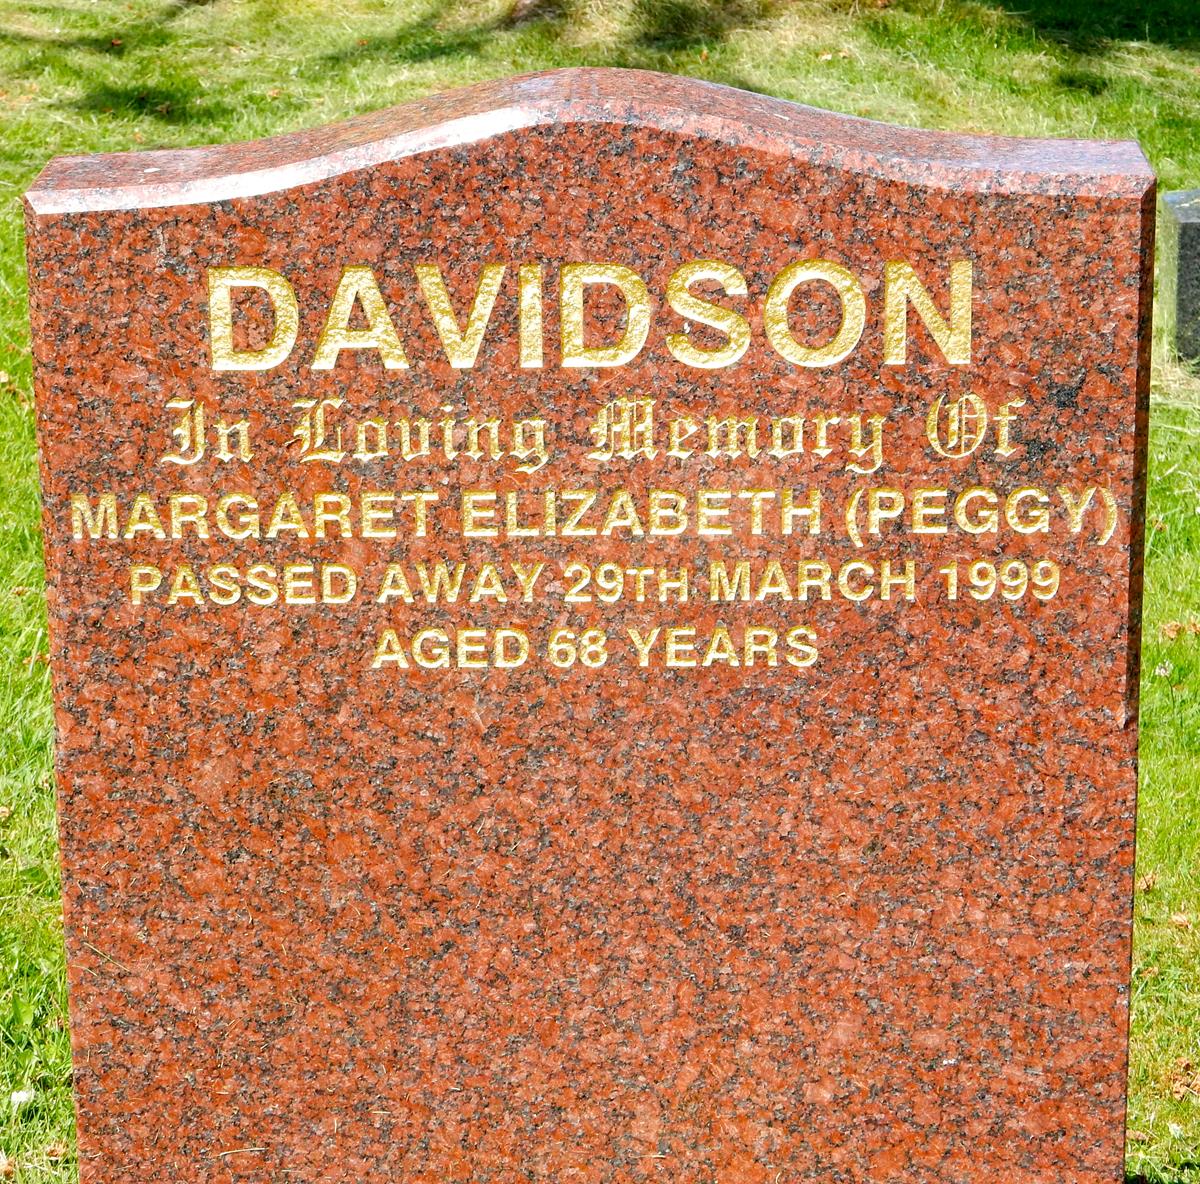 DAVIDSON
In Loving Memory Of
MARGARET ELIZABETH (PEGGY)
PASSED AWAY 29TH MARCH 1999
AGED 68 YEARS